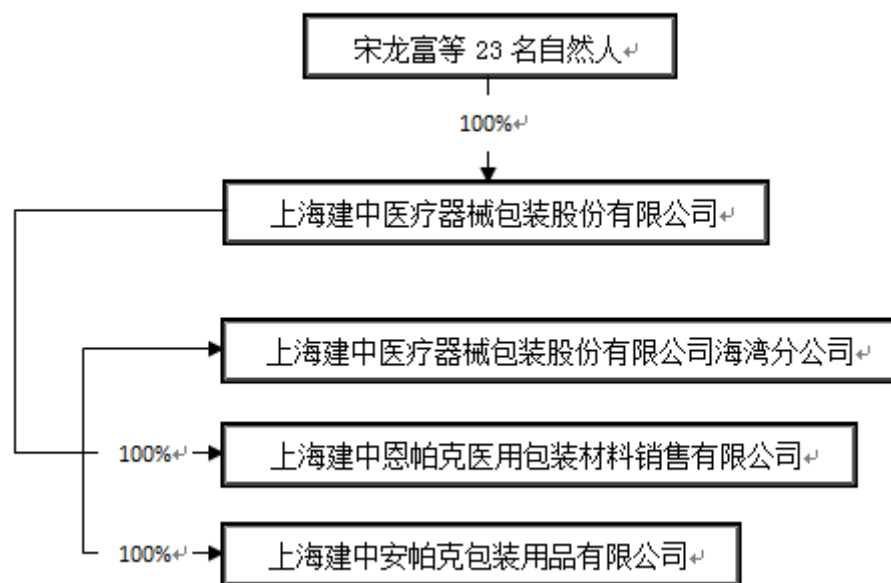 宋龙富等 23 名自然人↵
100%↵
上海建中医疗器械包装股份有限公司↵
上海建中医疗器械包装股份有限公司海湾分公司↵
100%↵
上海建中恩帕克医用包装材料销售有限公司↵
100%↵
上海建中安帕克包装用品有限公司↵